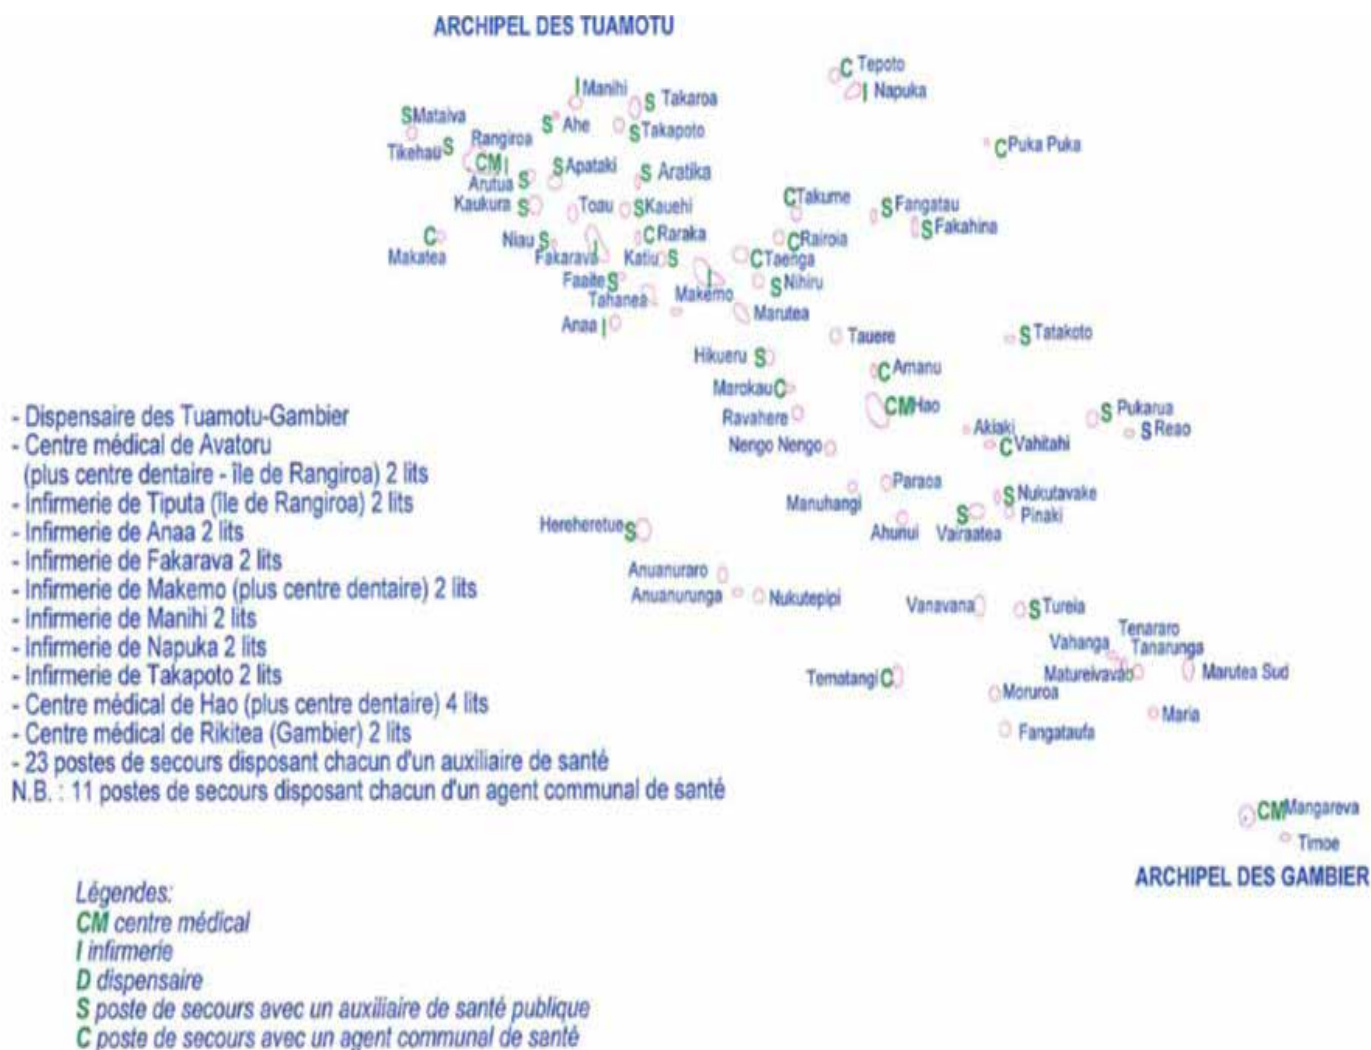 ARCHIPEL DES TUAMOTU
C Tepoto
I Napuka
I Manihi
S Takaroa
S Mataiva
S Ahe
S Takapoto
Tikehau S
Rangiroa
CM I
C Puka Puka
S Apataki
S Aratika
Arutua S
Kaukura S
Toau
S Kauehi
C Takume
S Fangatau
S Fakahina
C
Makatea
Niau S
Fakarava I
C Raraka
Katiu S
C Rairoia
C Taenga
Faaite S
S Nihiru
Tahanea
Makemo I
Marutea
Anaa I
Tauere
S Tatakoto
Hikueru S
C Amanu
Marokau C
CM Hao
Ravahere
Akiaki
S Pukarua
S Reao
Nengo Nengo
C Vahitahi
Paraoa
Manuhangi
S Nukutavake
Pinaki
Ahunui
Vairaatea S
Hereheretue S
Anuanuraro
Anuanurunga
Nukutepipi
Vanavana
S Tureia
Tenararo
Vahanga
Tanarunga
Matureivavao
Marutea Sud
Tematangi C
Moruroa
Maria
Fangataufa
CM Mangareva
Timoe
ARCHIPEL DES GAMBIER
- Dispensaire des Tuamotu-Gambier
- Centre médical de Avatoru
(plus centre dentaire - île de Rangiroa) 2 lits
- Infirmerie de Tiputa (île de Rangiroa) 2 lits
- Infirmerie de Anaa 2 lits
- Infirmerie de Fakarava 2 lits
- Infirmerie de Makemo (plus centre dentaire) 2 lits
- Infirmerie de Manihi 2 lits
- Infirmerie de Napuka 2 lits
- Infirmerie de Takapoto 2 lits
- Centre médical de Hao (plus centre dentaire) 4 lits
- Centre médical de Rikitea (Gambier) 2 lits
- 23 postes de secours disposant chacun d'un auxiliaire de santé
N.B. : 11 postes de secours disposant chacun d'un agent communal de santé
Légendes:
CM centre médical
I infirmerie
D dispensaire
S poste de secours avec un auxiliaire de santé publique
C poste de secours avec un agent communal de santé